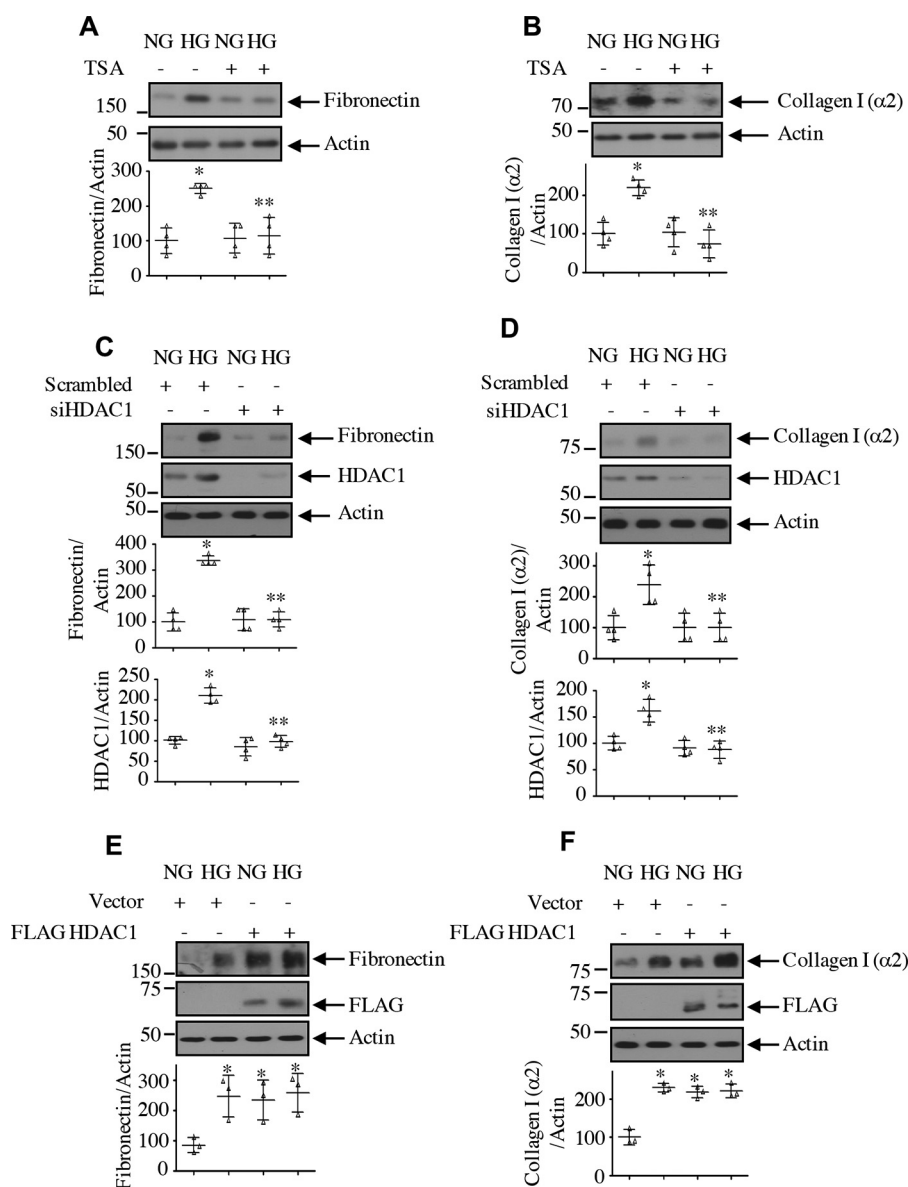 A
NG HG NG HG
TSA - - + +
150
Fibronectin
50
Actin
Fibronectin/Actin
300
200
100
0
*
**
B
NG HG NG HG
TSA - - + +
70
Collagen I (α2)
50
Actin
Collagen I (α2)
/Actin
200
100
0
*
**
C
NG HG NG HG
Scrambled + + - -
siHDAC1 - - + +
150
Fibronectin
50
HDAC1
50
Actin
Fibronectin/
Actin
400
300
200
100
0
*
**
HDAC1/Actin
250
200
150
100
50
0
*
**
D
NG HG NG HG
Scrambled + + - -
siHDAC1 - - + +
75
Collagen I (α2)
50
HDAC1
50
Actin
Collagen I (α2)/
Actin
300
200
100
0
*
**
HDAC1/Actin
200
150
100
50
0
*
**
E
NG HG NG HG
Vector + + - -
FLAG HDAC1 - - + +
150
Fibronectin
75
FLAG
50
Actin
Fibronectin/Actin
300
200
100
0
* * *
F
NG HG NG HG
Vector + + - -
FLAG HDAC1 - - + +
75
Collagen I (α2)
75
FLAG
50
Actin
Collagen I (α2)
/Actin
200
100
0
* * *